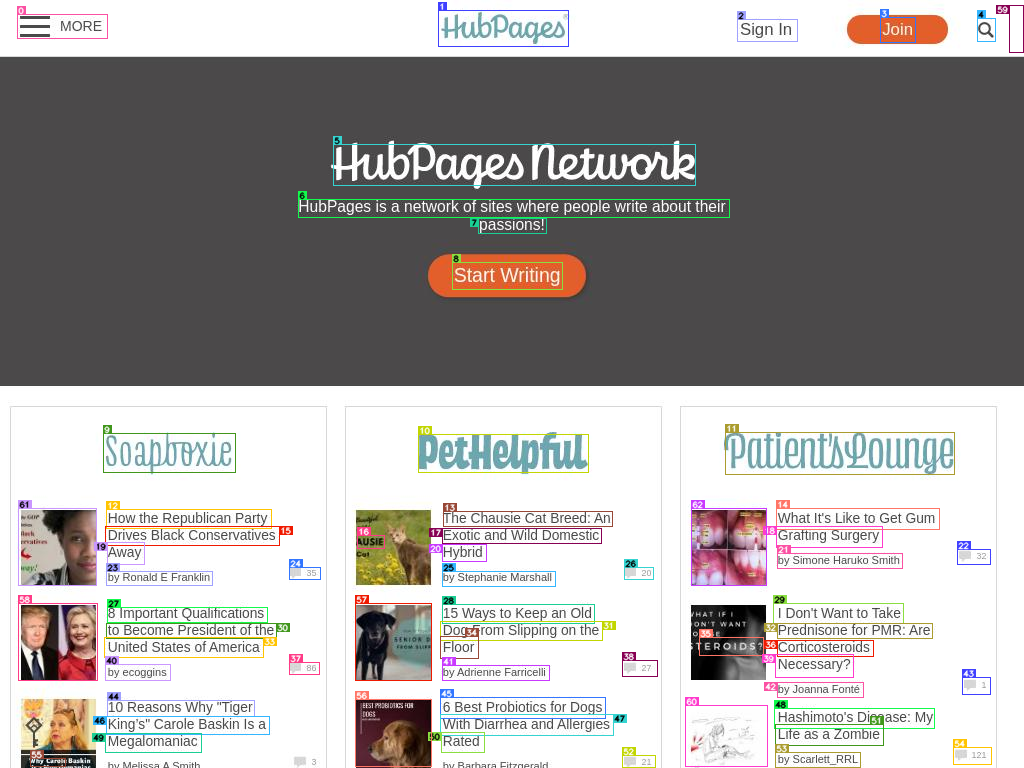 MORE
HubPages
Sign In
Join
HubPages Network
HubPages is a network of sites where people write about their
passions!
Start Writing
Soapboxie
How the Republican Party
Drives Black Conservatives
Away
by Ronald E Franklin
35
8 Important Qualifications
to Become President of the
United States of America
by ecoggins
86
10 Reasons Why "Tiger
King's" Carole Baskin Is a
Megalomaniac
by Melissa A Smith
3
PetHelpful
The Chausie Cat Breed: An
Exotic and Wild Domestic
Hybrid
by Stephanie Marshall
20
15 Ways to Keep an Old
Dog From Slipping on the
Floor
by Adrienne Farricelli
27
BEST PROBIOTICS FOR
DOGS
6 Best Probiotics for Dogs
With Diarrhea and Allergies
Rated
by Barbara Fitzgerald
21
Patient'sLounge
What It's Like to Get Gum
Grafting Surgery
by Simone Haruko Smith
32
I Don't Want to Take
Prednisone for PMR: Are
Corticosteroids
Necessary?
by Joanna Fonté
1
Hashimoto's Disease: My
Life as a Zombie
by Scarlett_RRL
121